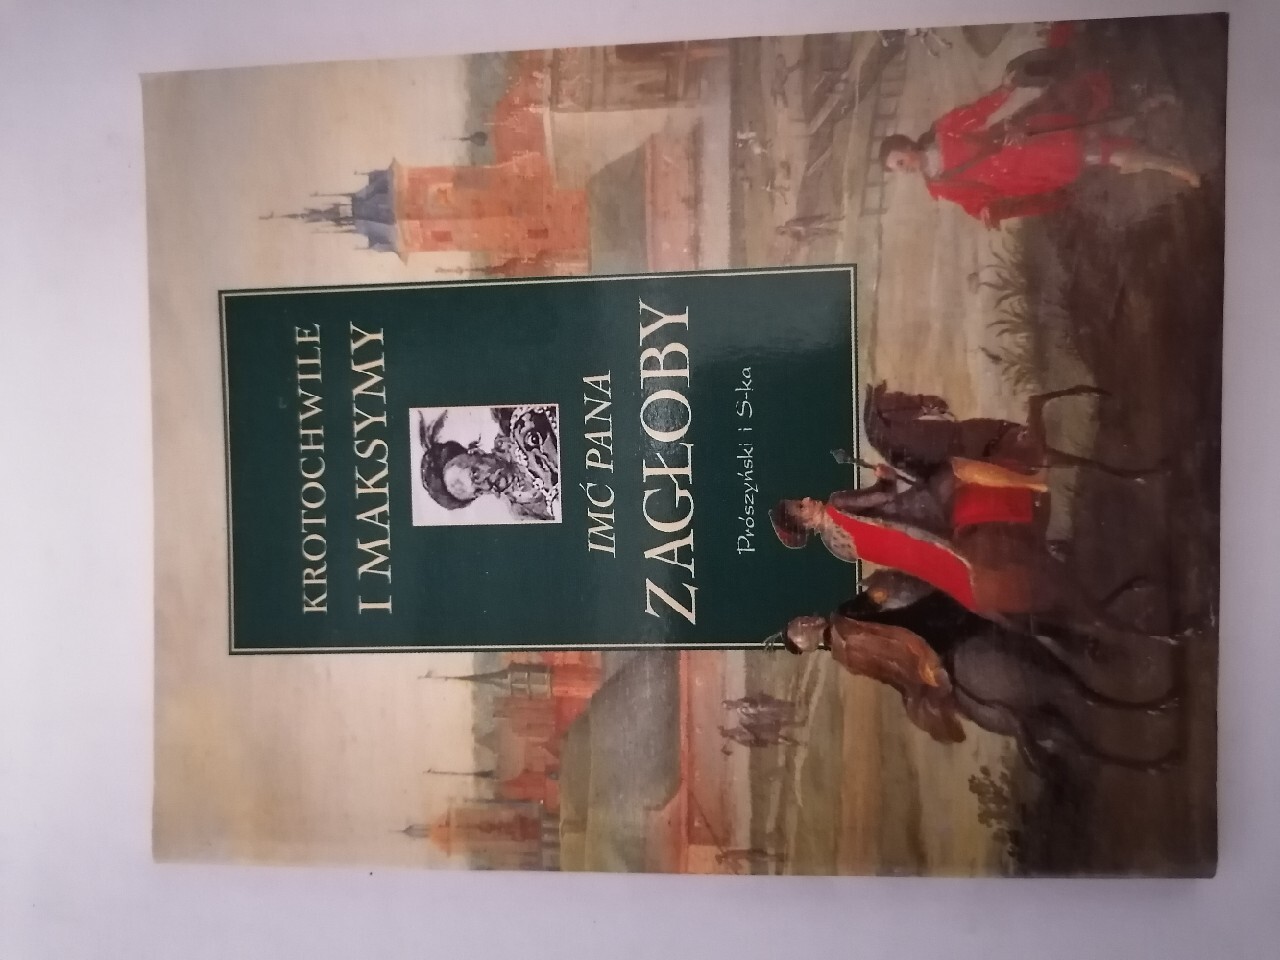 KROTOCHWILE
I MAKSYMY
IMĆ PANA
ZAGŁOBY
Prószyński i S-ka